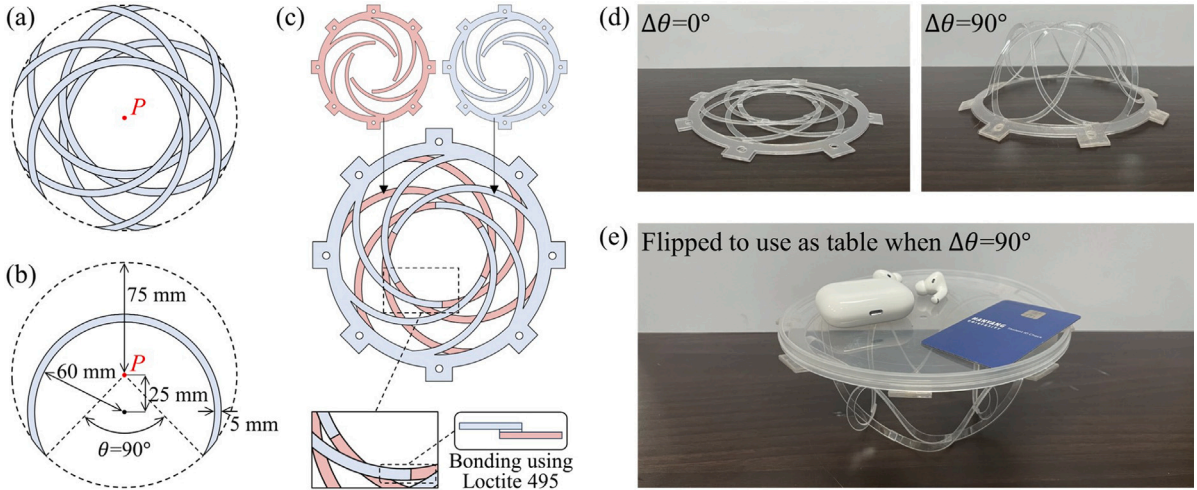 (a)
P
(b)
75 mm
P
60 mm
25 mm
5 mm
θ=90°
(c)
Bonding using
Loctite 495
(d)
Δθ=0°
Δθ=90°
(e)
Flipped to use as table when Δθ=90°
NANYANG